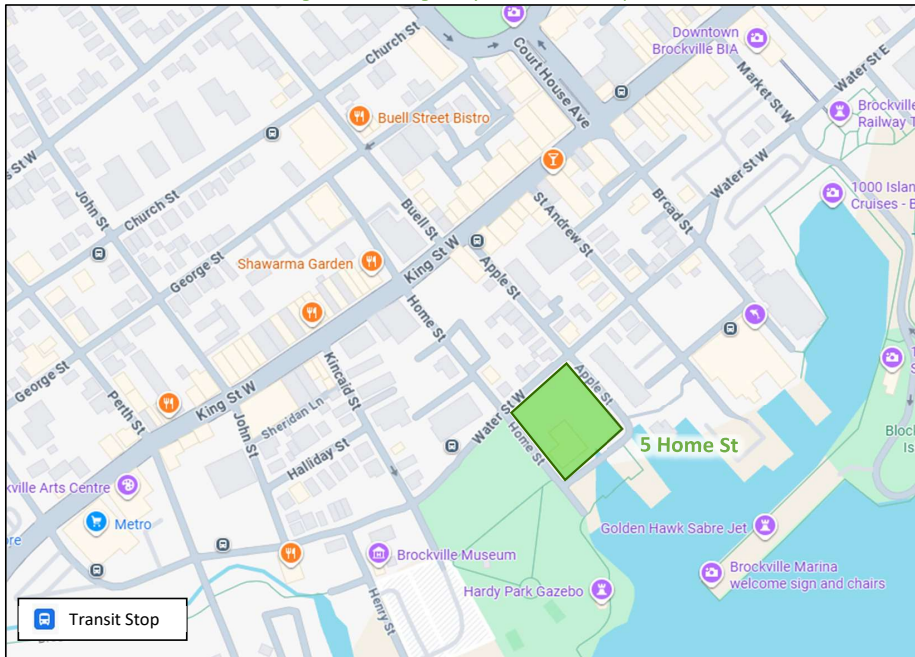 Church St
Court House Ave
Downtown
Brockville BIA
Market St W
Water St E
Brockville
Railway T
Buell Street Bistro
s St W
John St
Church St
Buell St
St Andrew St
Broad St
Water St W
1000 Islan
Cruises - B
George St
Shawarma Garden
King St W
Apple St
Home St
George St
Perth St
King St W
Kincaid St
Sheridan Ln
John St
Halliday St
Water St W
Home St
Apple St
5 Home St
Bloc
Is
kville Arts Centre
Metro
ore
Brockville Museum
Golden Hawk Sabre Jet
Hardy Park Gazebo
Brockville Marina
welcome sign and chairs
Henry St
Transit Stop